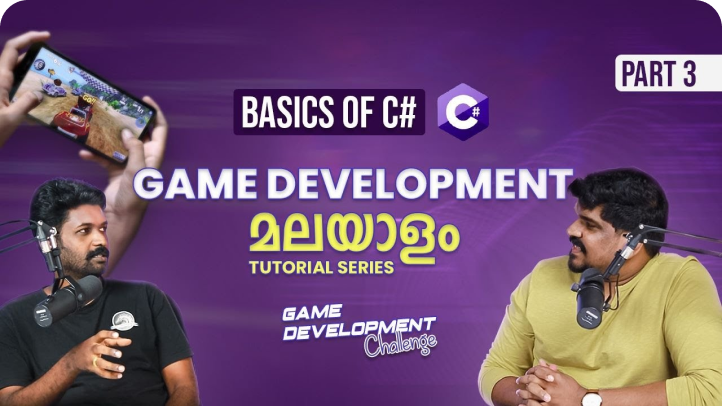 PART 3
BASICS OF C#
C#
GAME DEVELOPMENT
മലയാളം
TUTORIAL SERIES
GAME
DEVELOPMENT
Challenge